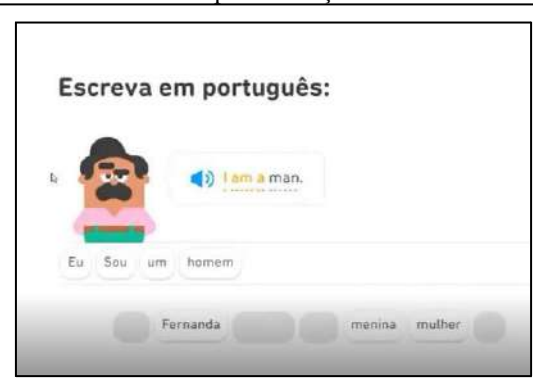 Escreva em português:
I am a man.
Eu Sou um homem
Fernanda menina mulher